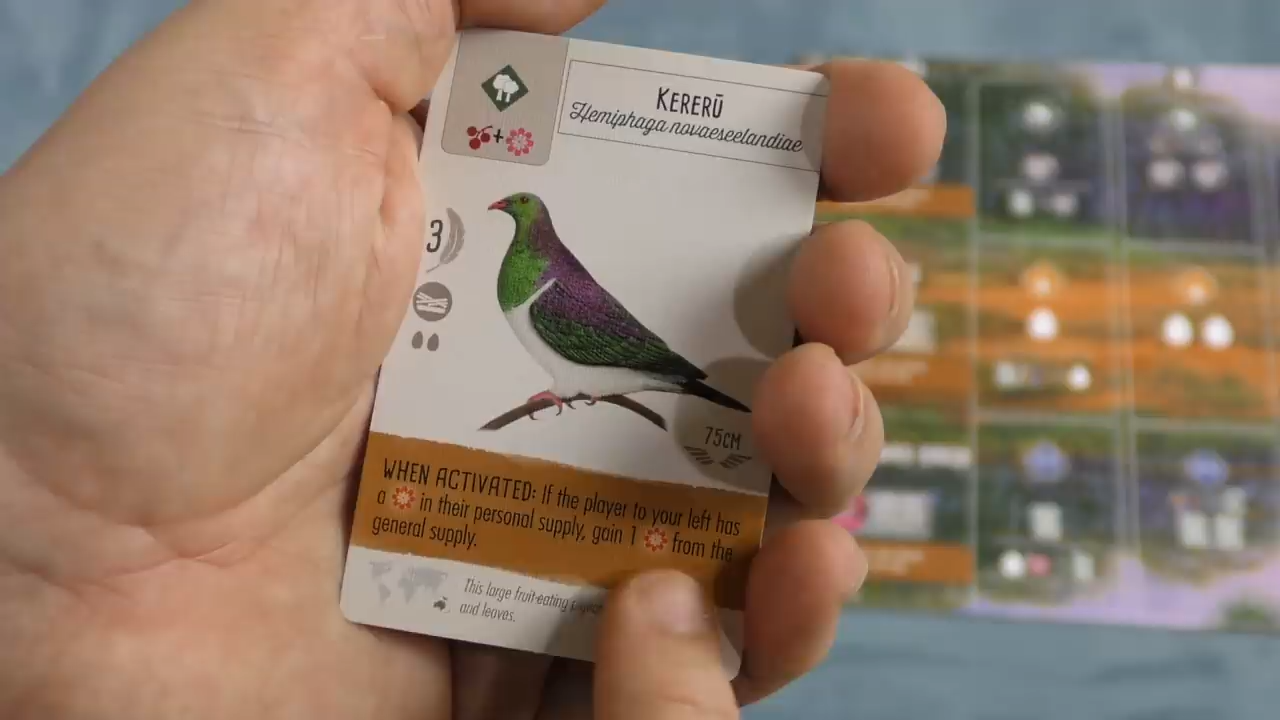 KERERŪ
Hemiphaga novaeseelandiae
3
75CM
WHEN ACTIVATED: If the player to your left has
a in their personal supply, gain 1 from the
general supply.
This large fruit-eating
and leaves.